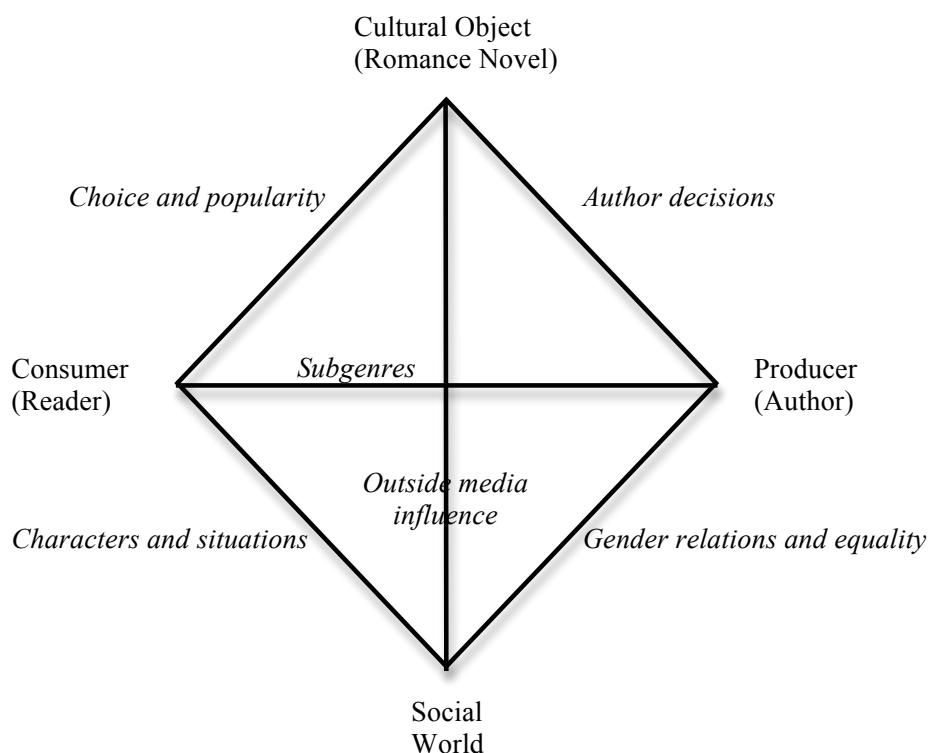 Cultural Object
(Romance Novel)
Choice and popularity
Author decisions
Consumer
(Reader)
Subgenres
Producer
(Author)
Outside media
influence
Characters and situations
Gender relations and equality
Social
World